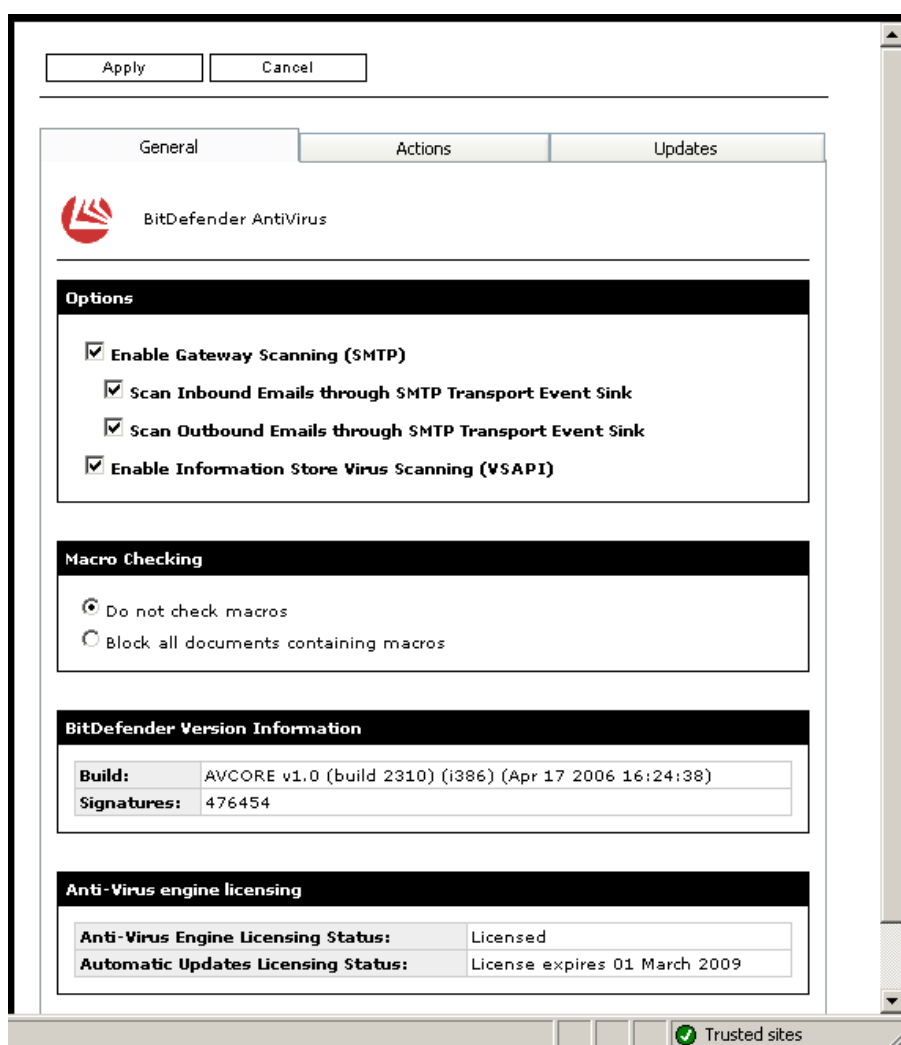 Apply Cancel
General Actions Updates
BitDefender AntiVirus
Options
Enable Gateway Scanning (SMTP)
Scan Inbound Emails through SMTP Transport Event Sink
Scan Outbound Emails through SMTP Transport Event Sink
Enable Information Store Virus Scanning (VSAPI)
Macro Checking
Do not check macros
Block all documents containing macros
BitDefender Version Information
Build: AVCORE v1.0 (build 2310) (i386) (Apr 17 2006 16:24:38)
Signatures: 476454
Anti-Virus engine licensing
Anti-Virus Engine Licensing Status: Licensed
Automatic Updates Licensing Status: License expires 01 March 2009
Trusted sites